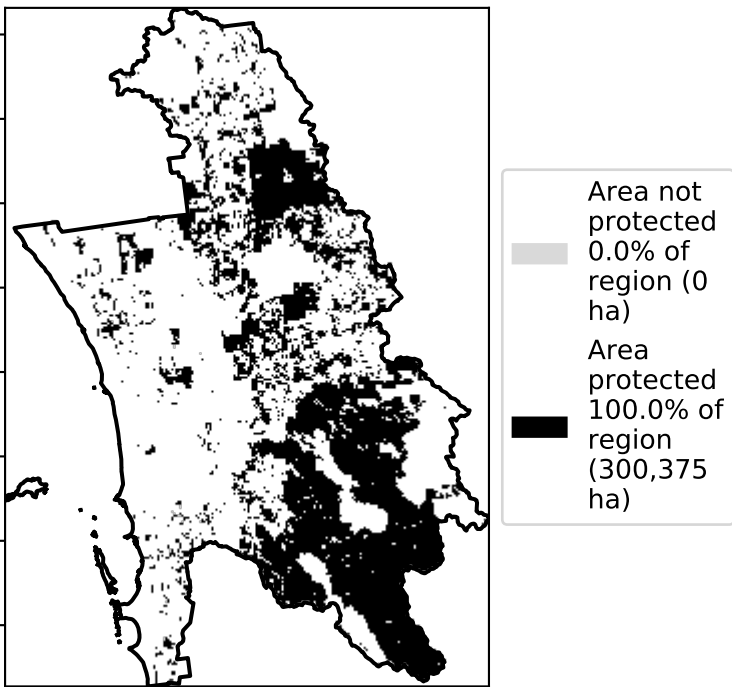 Area not
protected
0.0% of
region (0
ha)
Area
protected
100.0% of
region
(300,375
ha)